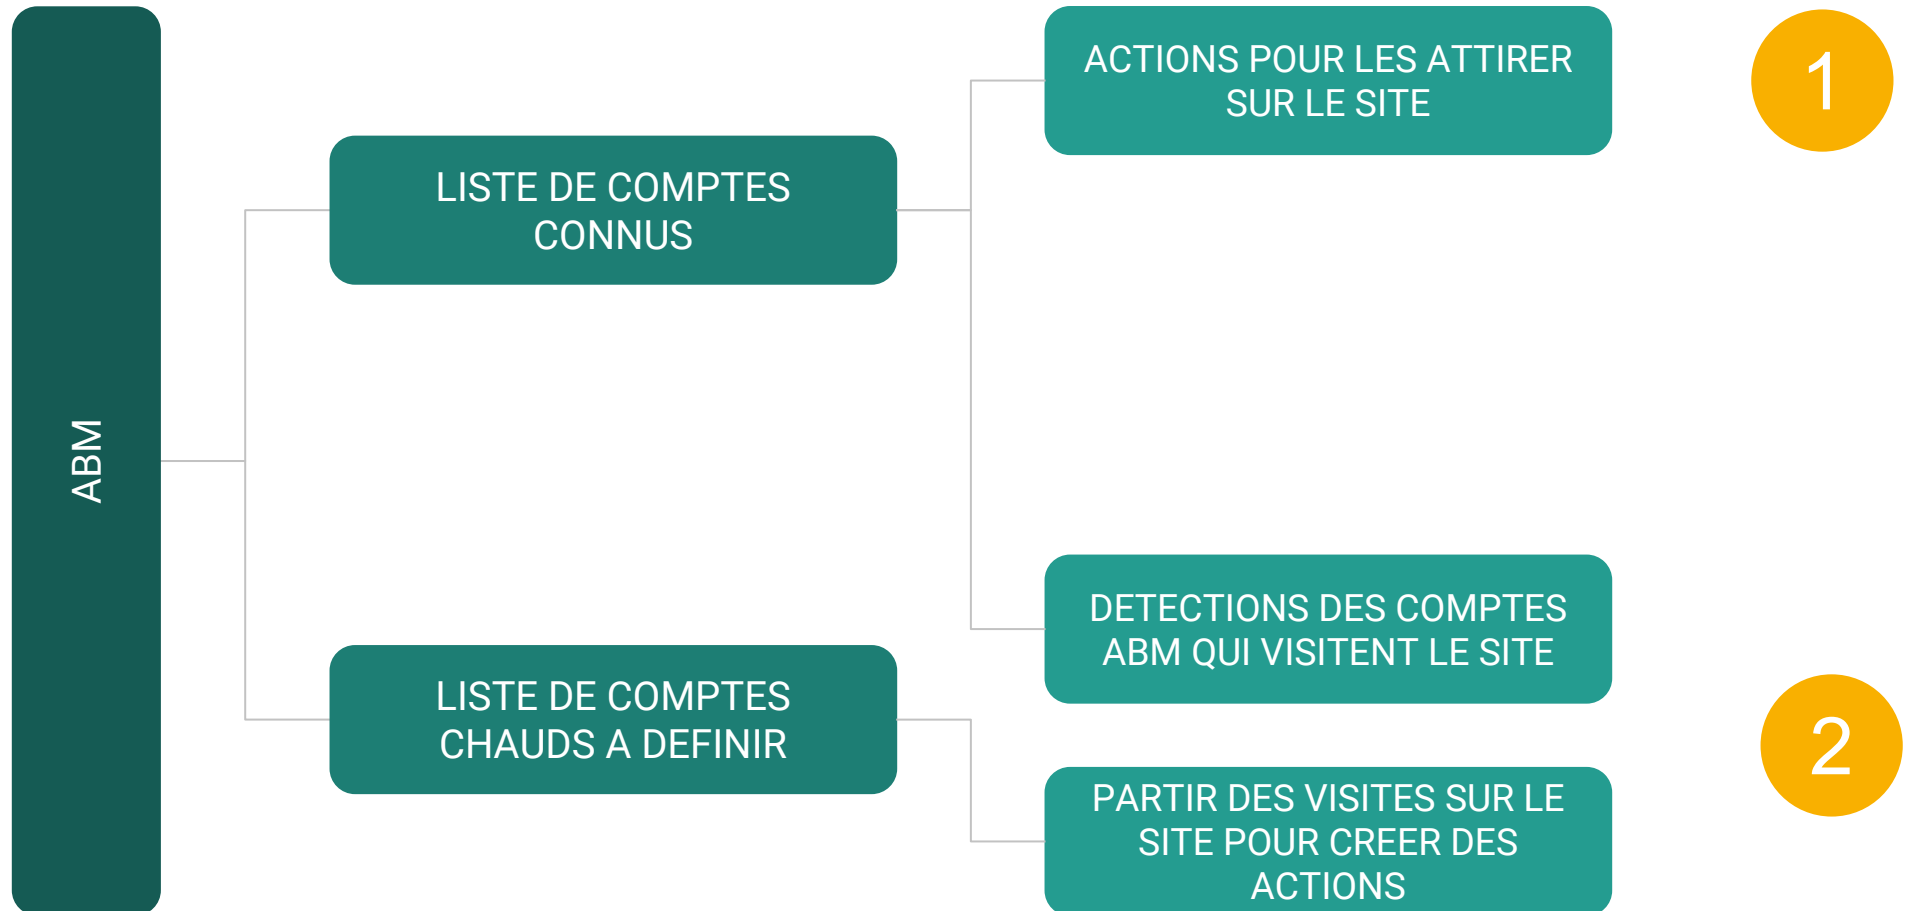 ABM
LISTE DE COMPTES
CONNUS
ACTIONS POUR LES ATTIRER
SUR LE SITE
1
DETECTIONS DES COMPTES
ABM QUI VISITENT LE SITE
LISTE DE COMPTES
CHAUDS A DEFINIR
PARTIR DES VISITES SUR LE
SITE POUR CREER DES
ACTIONS
2